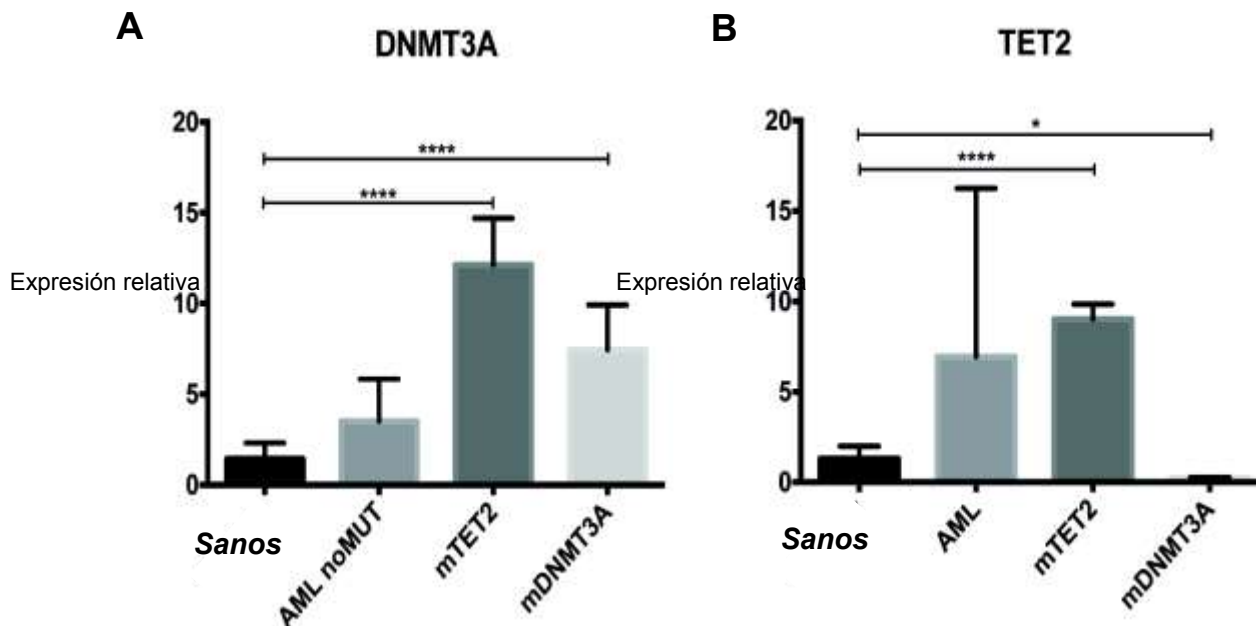 A
DNMT3A
20
15
10
5
0
Expresión relativa
****
****
Sanos
AML noMUT
mTET2
mDNMT3A
B
TET2
20
15
10
5
0
Expresión relativa
*
****
Sanos
AML
mTET2
mDNMT3A